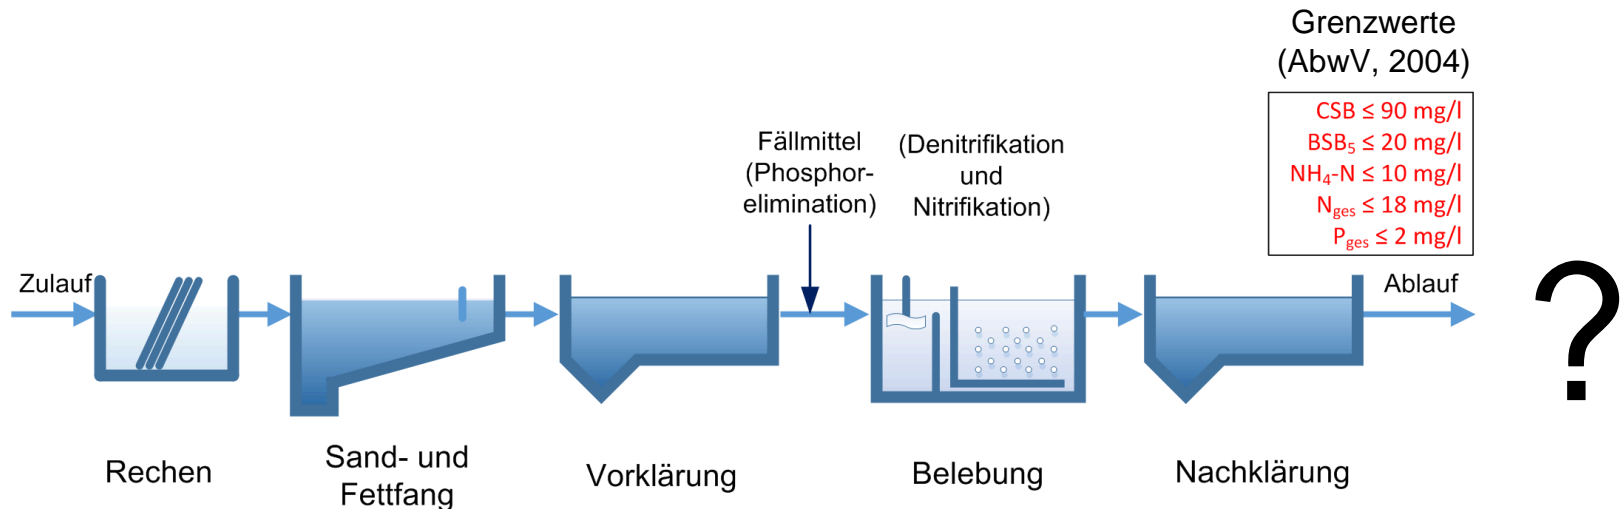 Grenzwerte
(AbwV, 2004)
CSB ≤ 90 mg/l
BSB₅ ≤ 20 mg/l
NH₄-N ≤ 10 mg/l
Nges ≤ 18 mg/l
Pges ≤ 2 mg/l
Fällmittel
(Phosphor-
elimination)
(Denitrifikation
und
Nitrifikation)
Zulauf
Ablauf
?
Rechen
Sand- und
Fettfang
Vorklärung
Belebung
Nachklärung